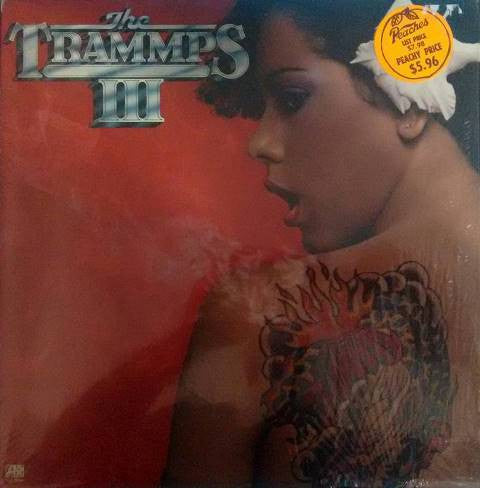 The
TRAMMPS
III
Peaches
LIST PRICE
$7.98
PEACHY PRICE
$5.96